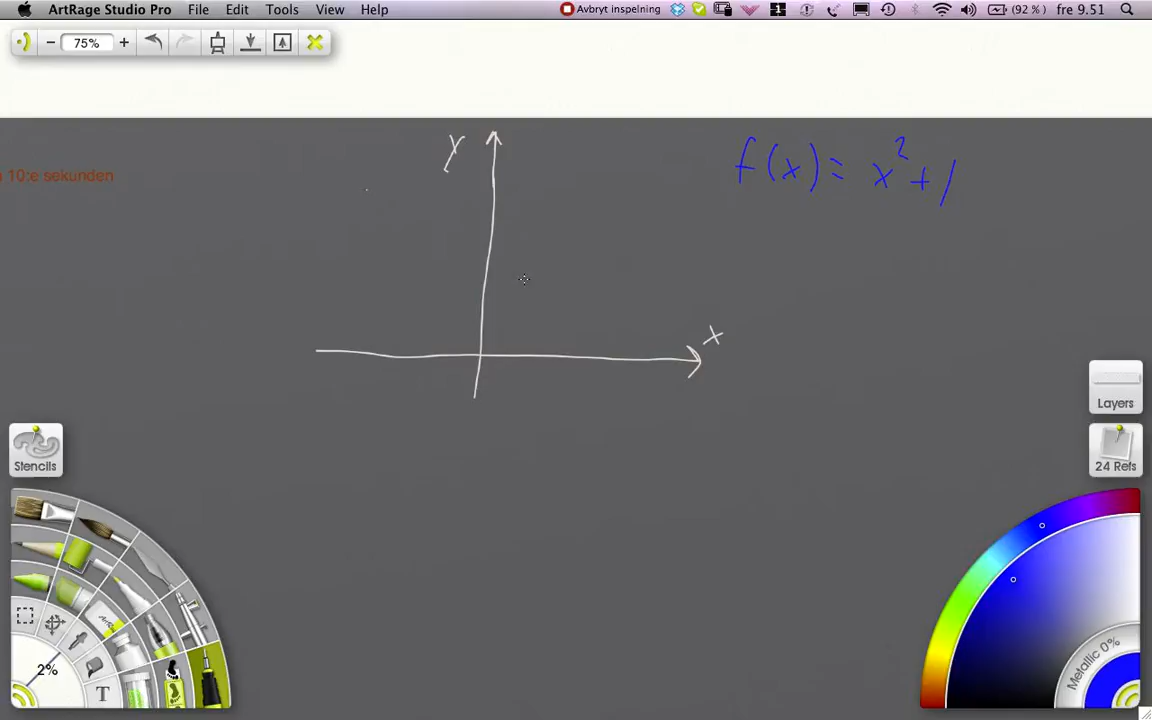 ArtRage Studio Pro File Edit Tools View Help Avbryt inspelning 1 (92 %) fre 9.51
75%
y
f(x) = x² + 1
10:e sekunden
x
Layers
Stencils
24 Refs
2%
T
Metallic 0%